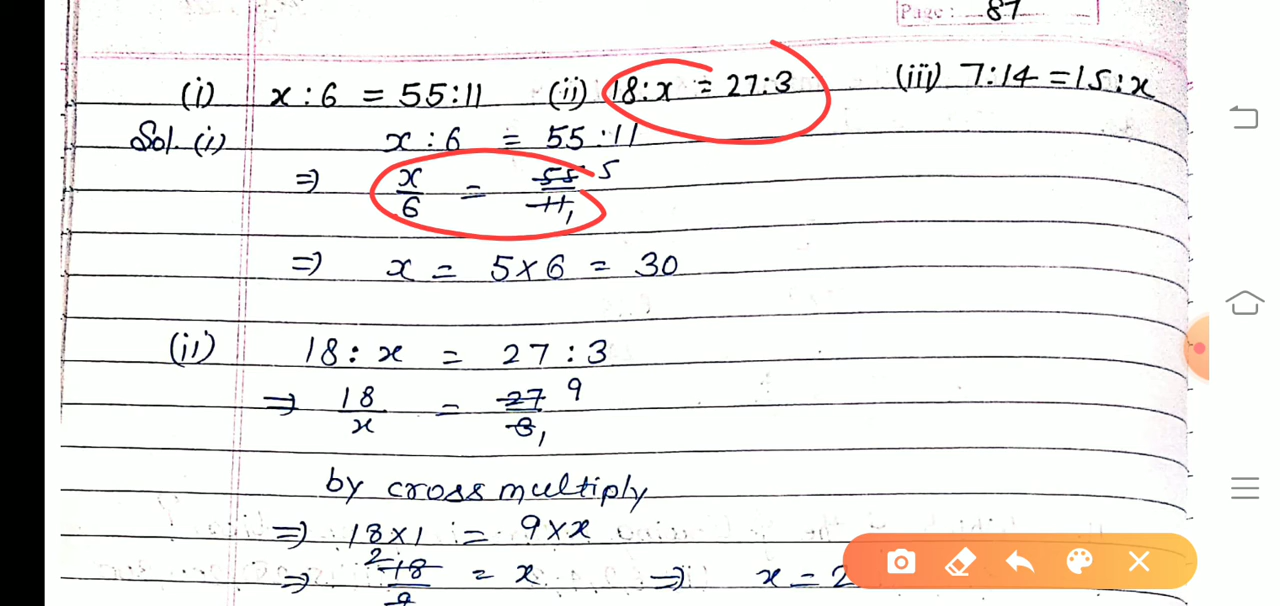 Page: 87
(i) x : 6 = 55 : 11 (ii) 18 : x = 27 : 3 (iii) 7 : 14 = 15 : x
Sol. (i) x : 6 = 55 : 11
⇒ x/6 = 55/11 5 1
⇒ x = 5 × 6 = 30
(ii) 18 : x = 27 : 3
⇒ 18/x = 27/3 9 1
by cross multiply
⇒ 18 × 1 = 9 × x
⇒ 2 18/9 = x ⇒ x = 2